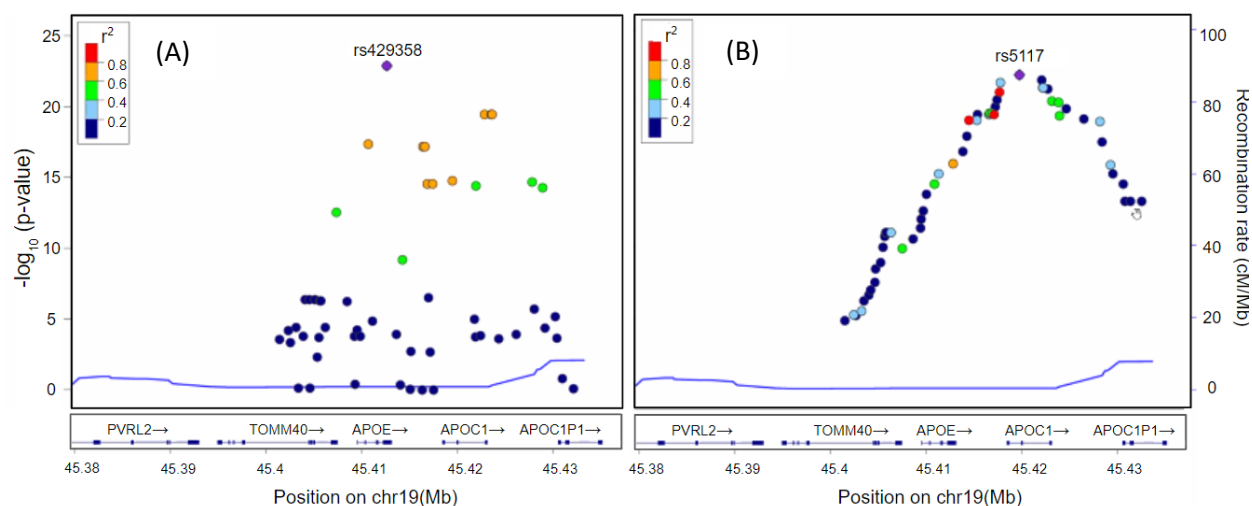 (A)
r2
0.8
0.6
0.4
0.2
rs429358
25
20
15
10
5
0
-log10 (p-value)
PVRL2→ TOMM40→ APOE→ APOC1→ APOC1P1→
45.38 45.39 45.4 45.41 45.42 45.43
Position on chr19(Mb)
(B)
r2
0.8
0.6
0.4
0.2
rs5117
100
80
60
40
20
0
Recombination rate (cM/Mb)
PVRL2→ TOMM40→ APOE→ APOC1→ APOC1P1→
45.38 45.39 45.4 45.41 45.42 45.43
Position on chr19(Mb)